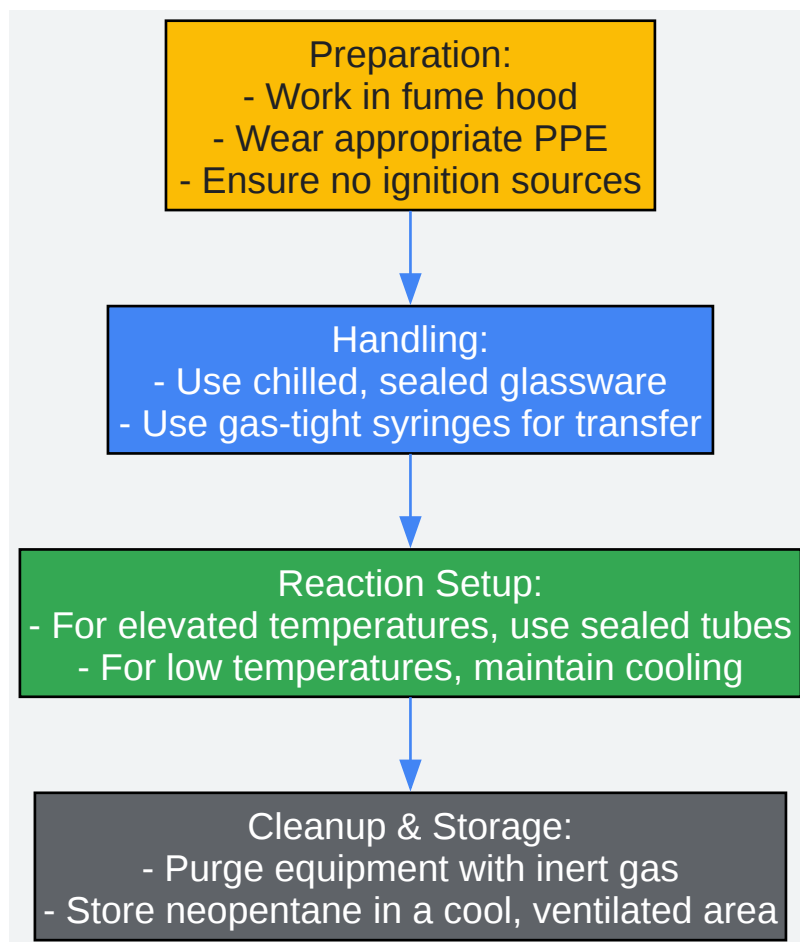 Preparation:
- Work in fume hood
- Wear appropriate PPE
- Ensure no ignition sources
Handling:
- Use chilled, sealed glassware
- Use gas-tight syringes for transfer
Reaction Setup:
- For elevated temperatures, use sealed tubes
- For low temperatures, maintain cooling
Cleanup & Storage:
- Purge equipment with inert gas
- Store neopentane in a cool, ventilated area